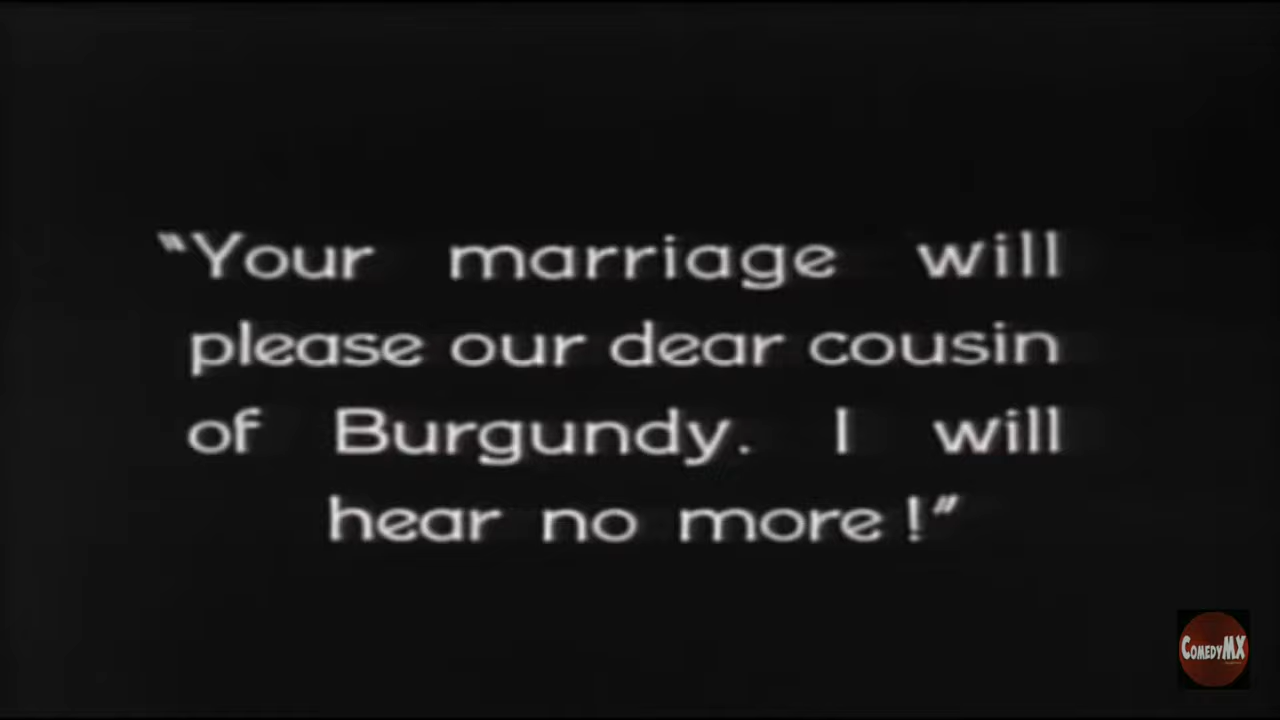 “Your marriage will
please our dear cousin
of Burgundy. I will
hear no more!”
COMEDYMX